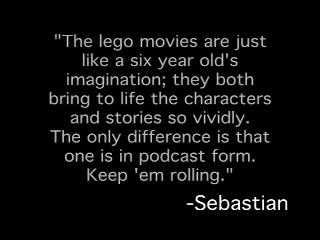 "The lego movies are just
like a six year old's
imagination; they both
bring to life the characters
and stories so vividly.
The only difference is that
one is in podcast form.
Keep 'em rolling."
-Sebastian